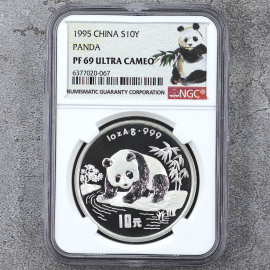 1995 CHINA S10Y
PANDA
PF 69 ULTRA CAMEO
6377020-067
NUMISMATIC GUARANTY CORPORATION
NGC
1ozAg·999
10元